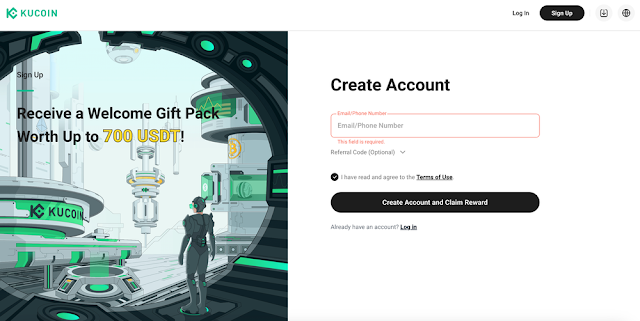 KUCOIN
Log In
Sign Up
Sign Up
Receive a Welcome Gift Pack
Worth Up to 700 USDT!
KUCOIN
Create Account
Email/Phone Number
Email/Phone Number
This field is required.
Referral Code (Optional)
I have read and agree to the Terms of Use.
Create Account and Claim Reward
Already have an account? Log in